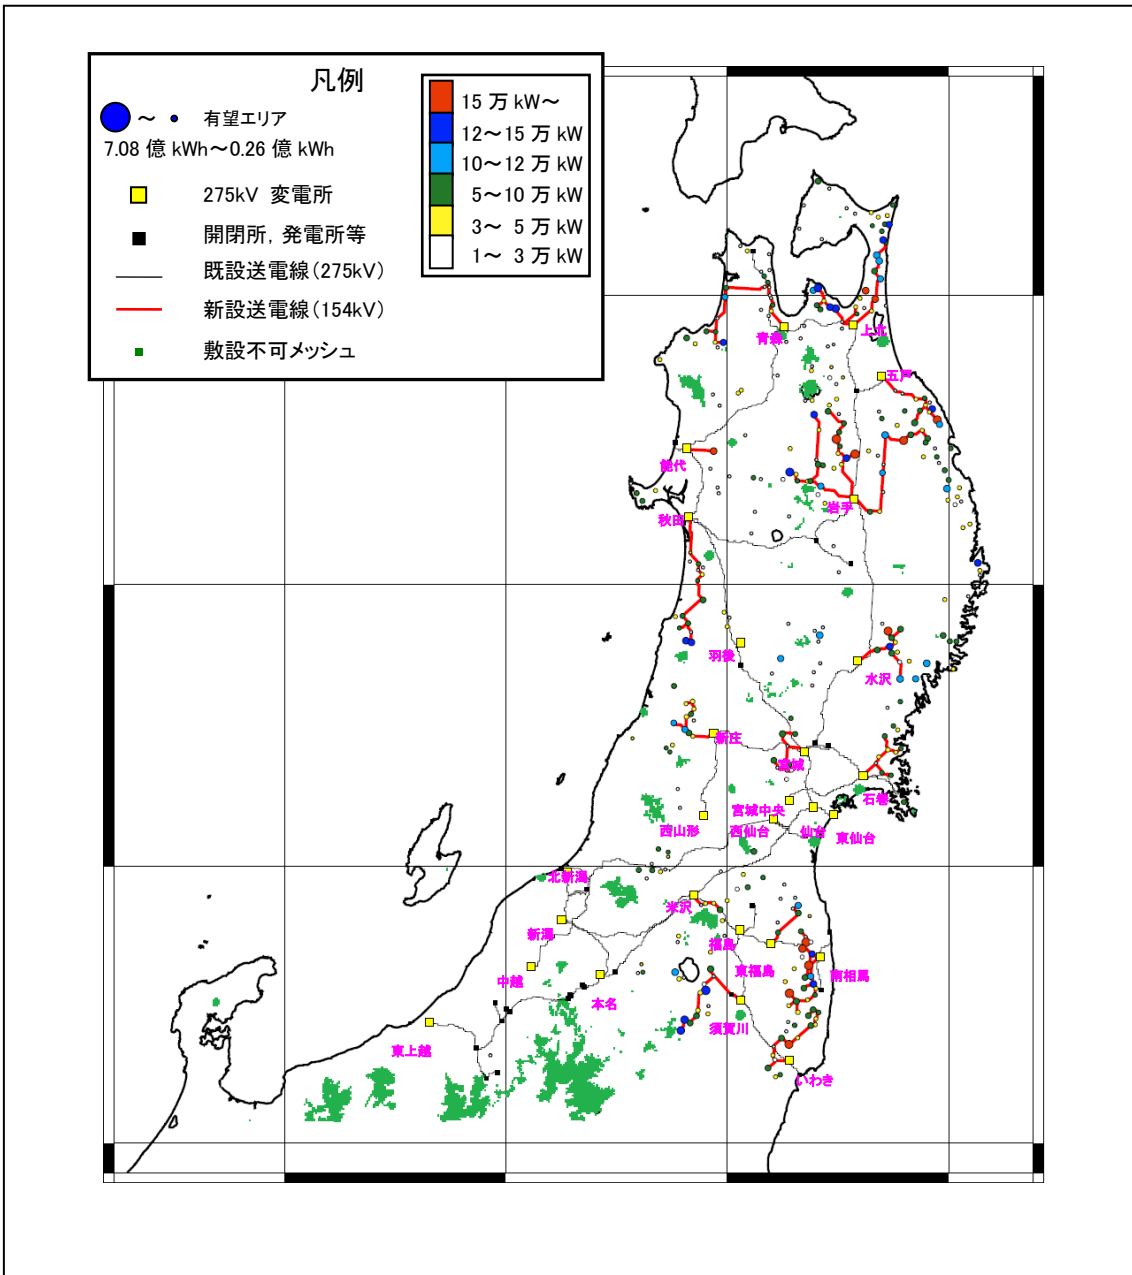 凡例
～ 有望エリア
7.08 億 kWh～0.26 億 kWh
275kV 変電所
開閉所，発電所等
既設送電線（275kV）
新設送電線（154kV）
敷設不可メッシュ
15 万 kW～
12～15 万 kW
10～12 万 kW
5～10 万 kW
3～ 5 万 kW
1～ 3 万 kW
青森
上北
五戸
能代
岩手
秋田
羽後
水沢
新庄
宮城
石巻
宮城中央
西山形
西仙台
仙台
東仙台
北新潟
米沢
新潟
福島
東福島
南相馬
中越
本名
須賀川
東上越
いわき